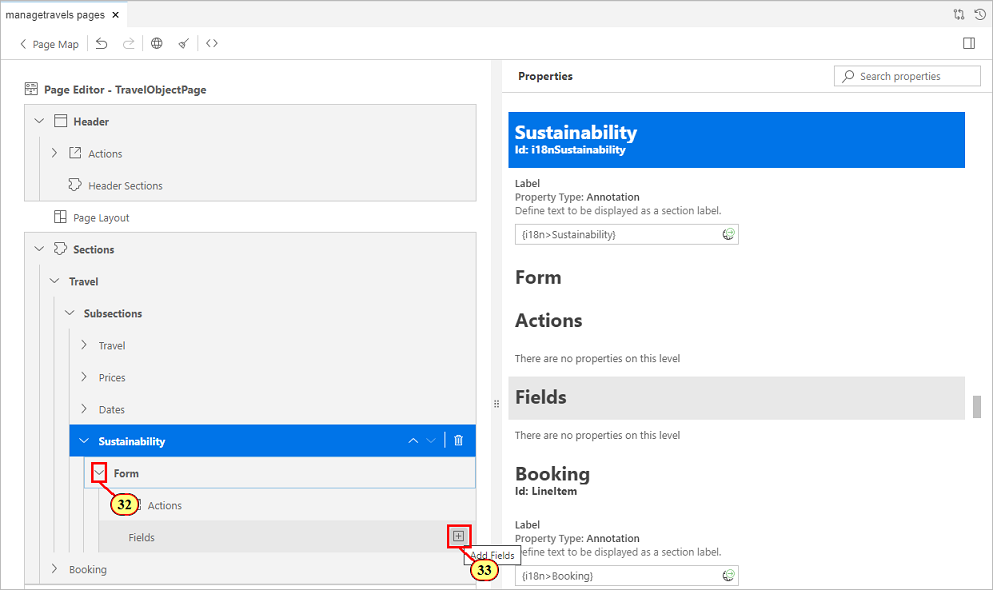 managetravels pages
Page Map
Page Editor - TravelObjectPage
Header
Actions
Header Sections
Page Layout
Sections
Travel
Subsections
Travel
Prices
Dates
Sustainability
Form
32
Actions
Fields
Add Fields
33
Booking
Properties
Search properties
Sustainability
Id: i18nSustainability
Label
Property Type: Annotation
Define text to be displayed as a section label.
{i18n>Sustainability}
Form
Actions
There are no properties on this level
Fields
There are no properties on this level
Booking
Id: LineItem
Label
Property Type: Annotation
Define text to be displayed as a section label.
{i18n>Booking}